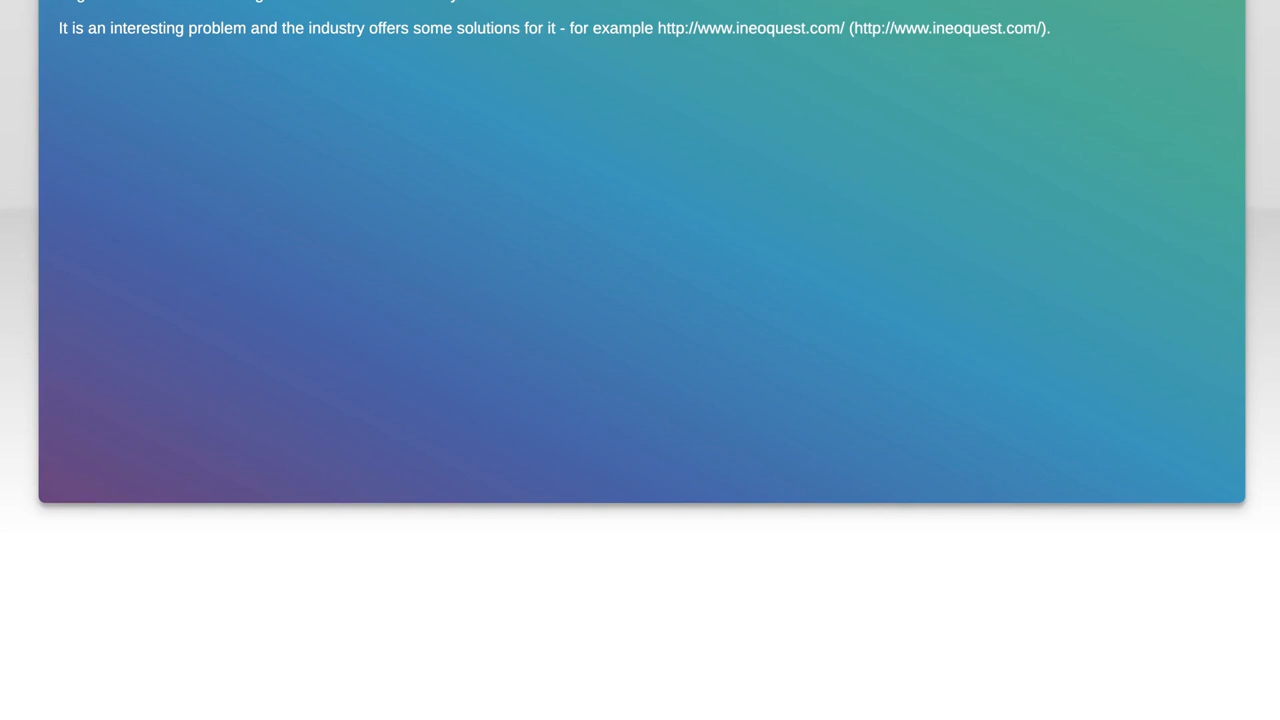 It is an interesting problem and the industry offers some solutions for it - for example http://www.ineoquest.com/ (http://www.ineoquest.com/).